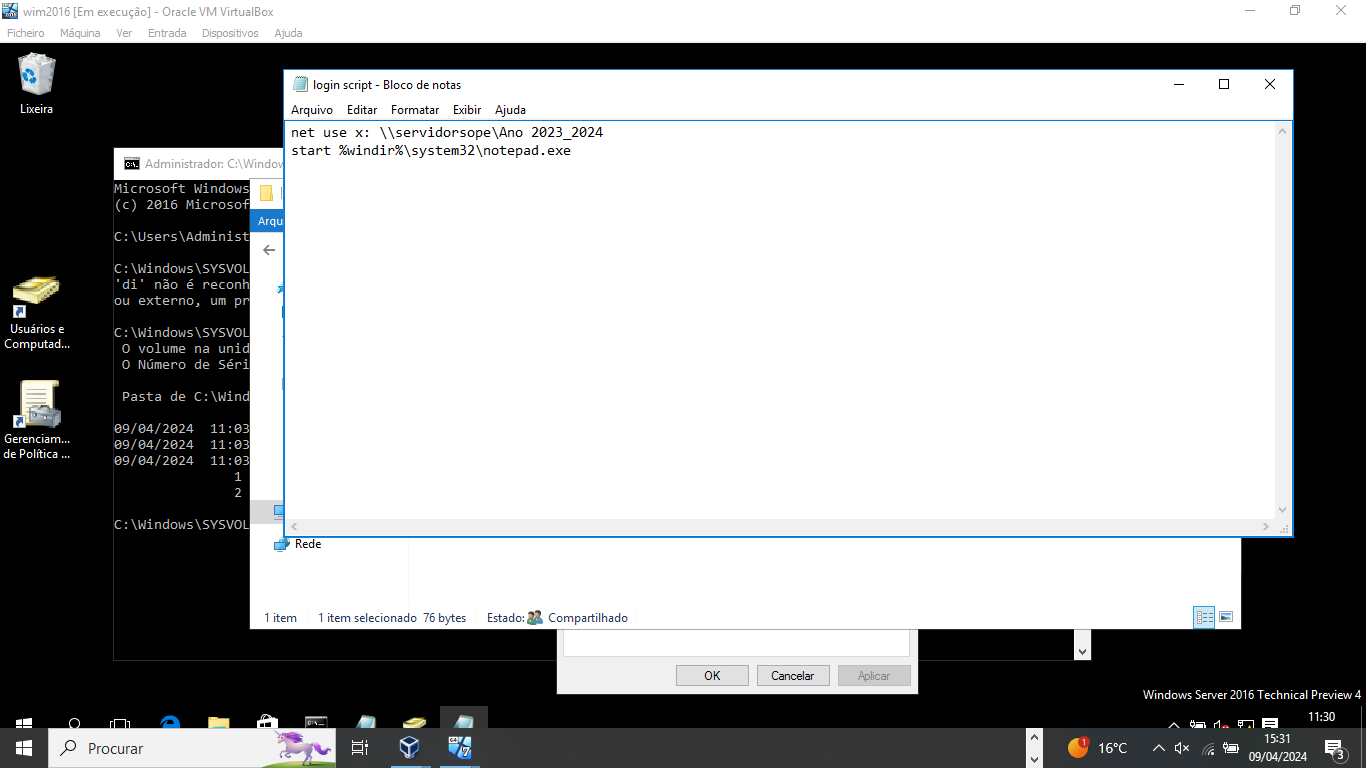 wim2016 [Em execução] - Oracle VM VirtualBox
Ficheiro Máquina Ver Entrada Dispositivos Ajuda
Lixeira
login script - Bloco de notas
Arquivo Editar Formatar Exibir Ajuda
net use x: \\servidorsope\Ano 2023_2024
start %windir%\system32\notepad.exe
Administrador: C:\Window
Microsoft Windows
(c) 2016 Microsof
Arqu
C:\Users\Administ
C:\Windows\SYSVOL
'di' não é reconh
ou externo, um pr
C:\Windows\SYSVOL
O volume na unid
O Número de Séri
Pasta de C:\Wind
09/04/2024 11:03
09/04/2024 11:03
09/04/2024 11:03
1
2
C:\Windows\SYSVOL
Usuários e
Computad...
Gerenciam...
de Política ...
Rede
1 item 1 item selecionado 76 bytes Estado: Compartilhado
OK Cancelar Aplicar
Windows Server 2016 Technical Preview 4
11:30
Procurar
1
16°C
15:31
09/04/2024
3